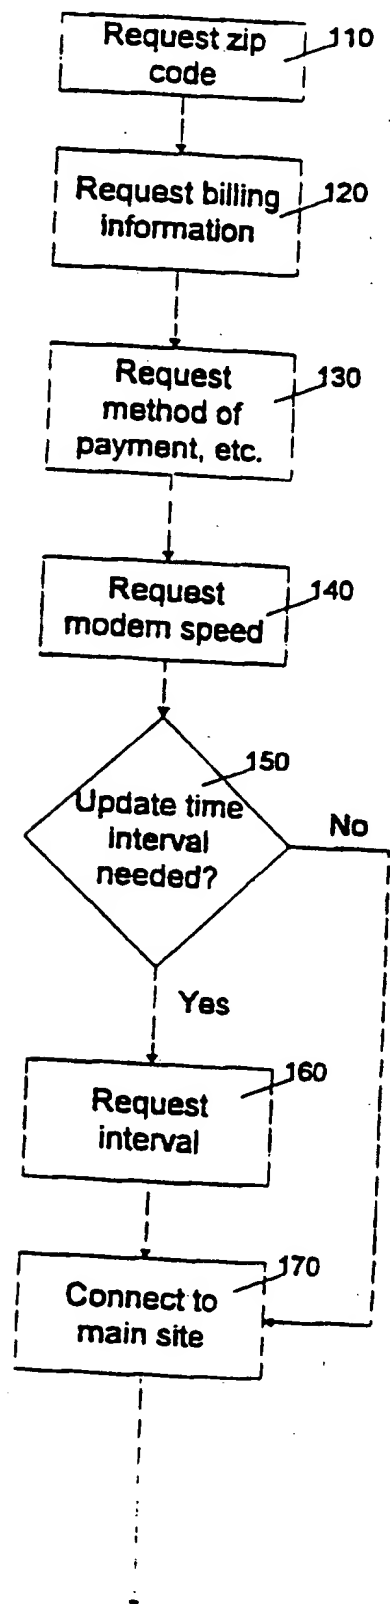 Request zip 110
code
Request billing 120
information
Request 130
method of
payment, etc.
Request 140
modem speed
150
Update time
interval
needed?
No
Yes
160
Request
interval
170
Connect to
main site